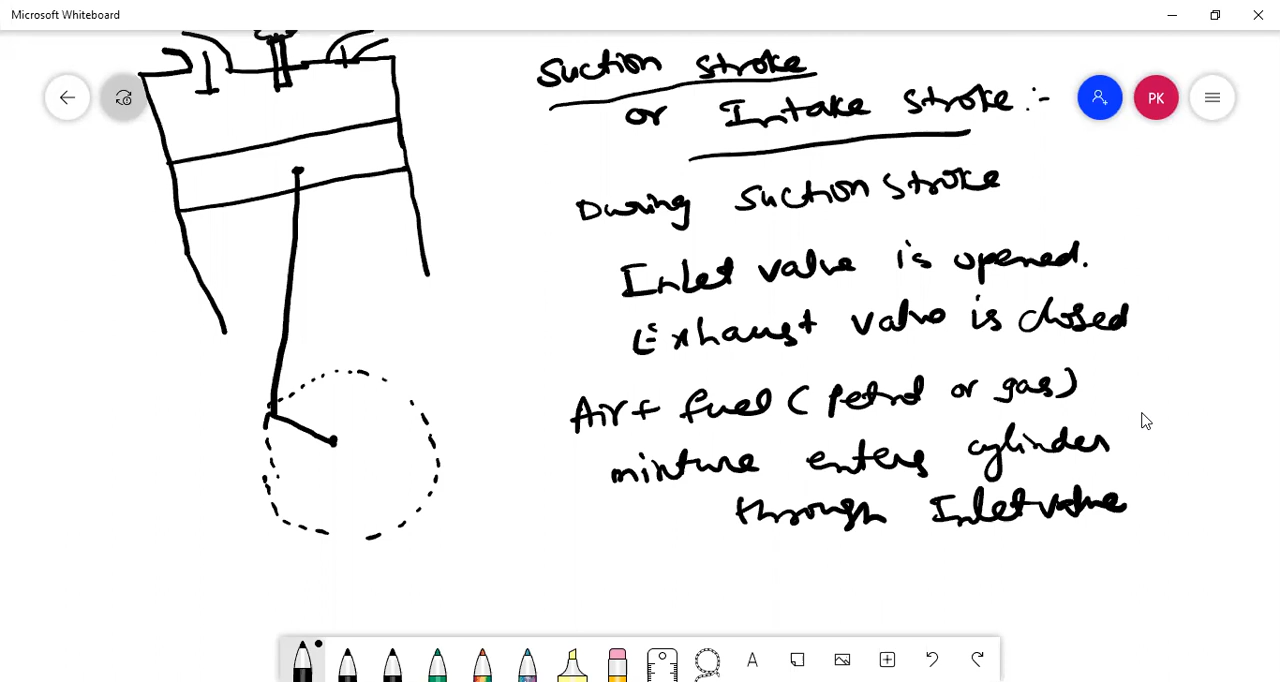 Microsoft Whiteboard
PK
Suction stroke
or Intake stroke :-
During suction stroke
Inlet valve is opened.
Exhaust valve is closed
Air + fuel (petrol or gas)
mixture enters cylinder
through Inlet valve
A